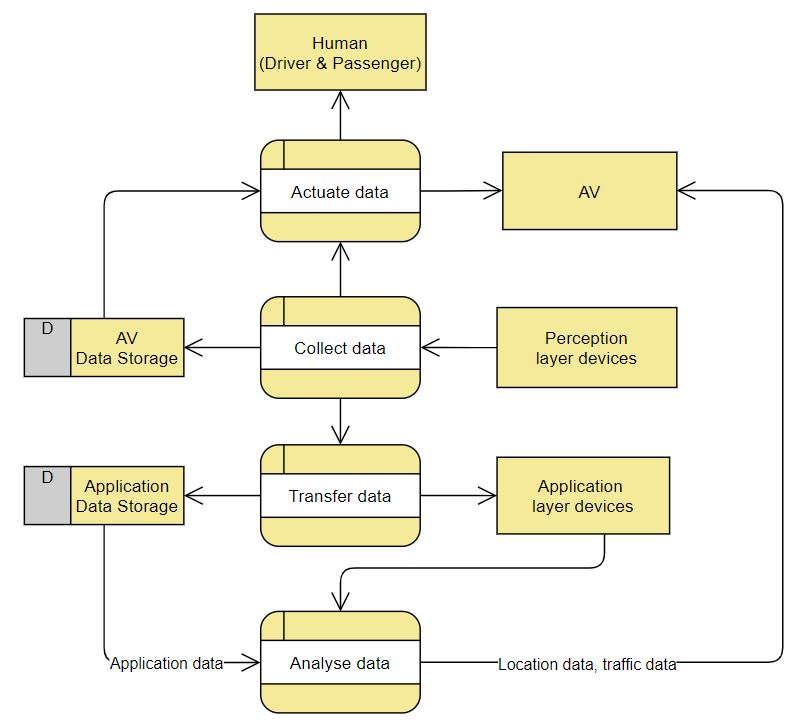 Human
(Driver & Passenger)
Actuate data
AV
D
AV
Data Storage
Collect data
Perception
layer devices
D
Application
Data Storage
Transfer data
Application
layer devices
Application data
Analyse data
Location data, traffic data